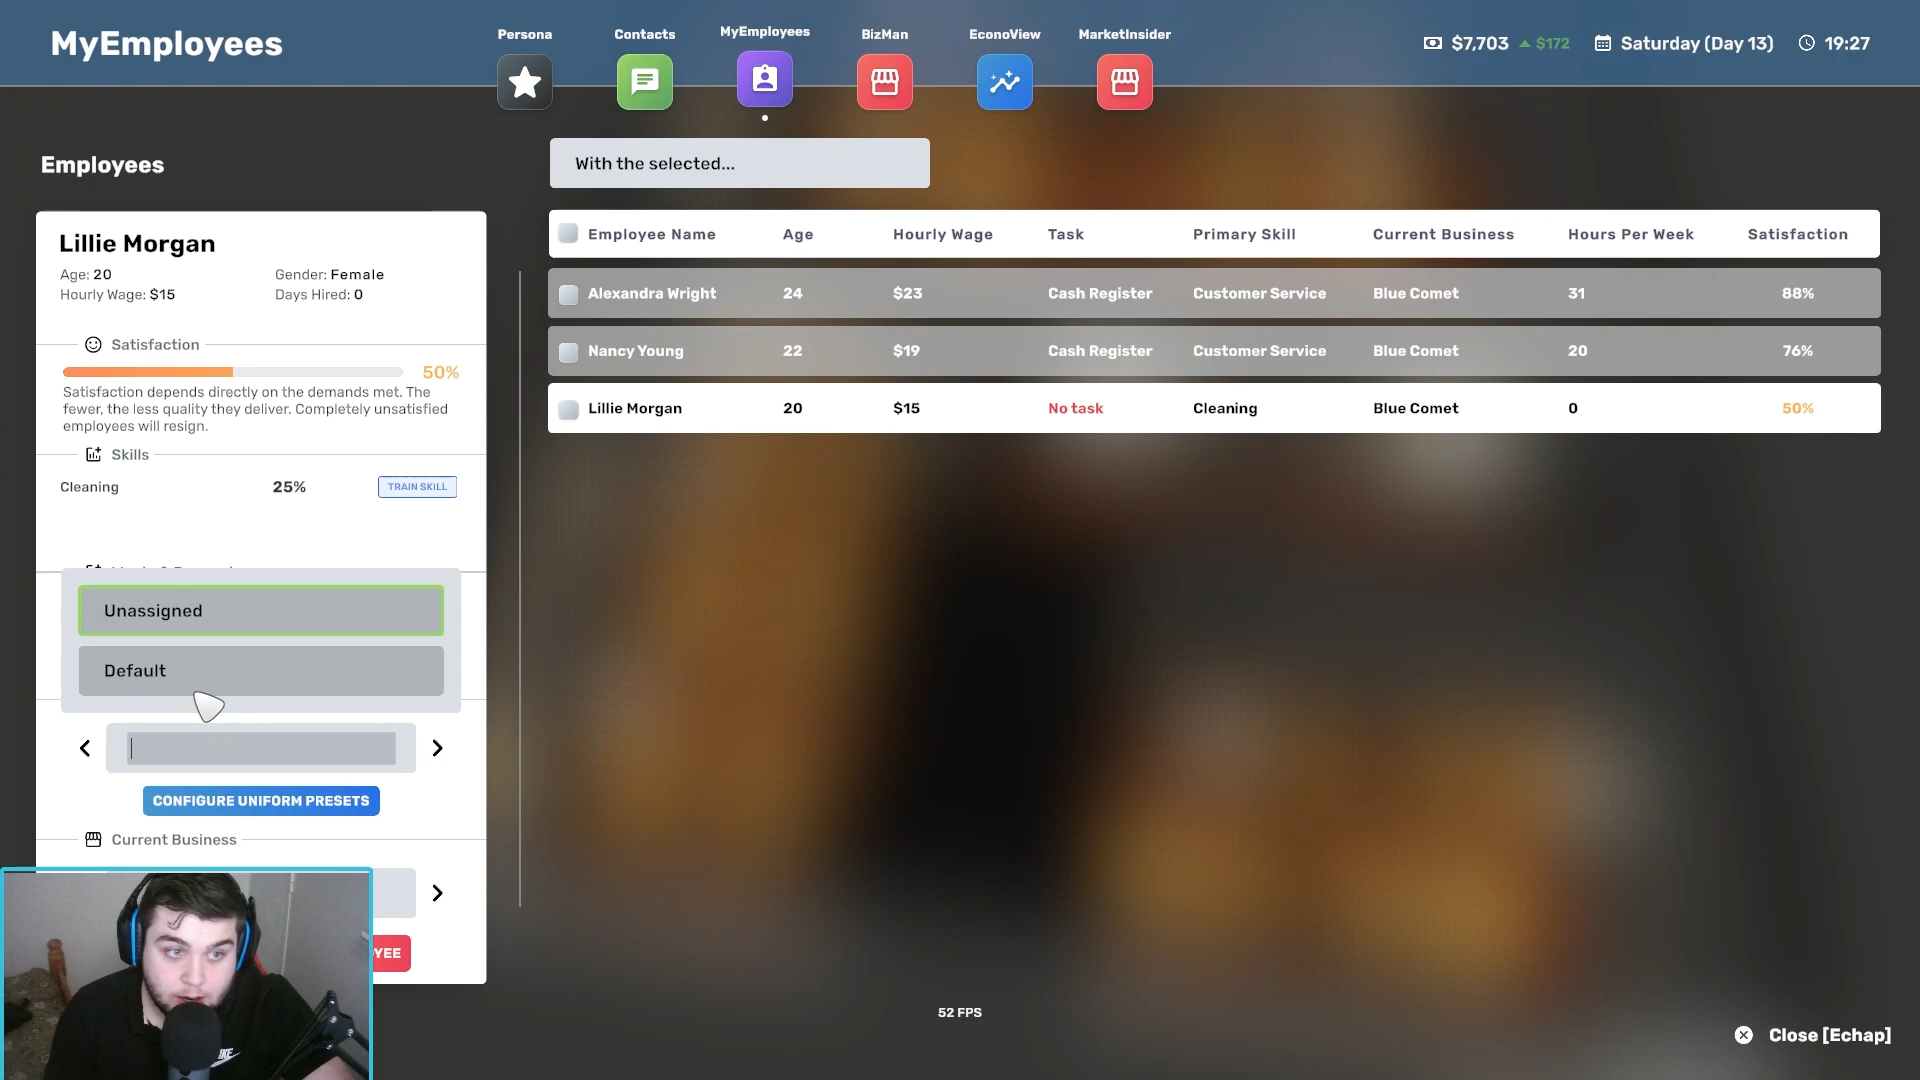 MyEmployees
Persona
Contacts
MyEmployees
BizMan
EconoView
MarketInsider
$7,703 $172
Saturday (Day 13)
19:27
Employees
With the selected...
Lillie Morgan
Age: 20
Gender: Female
Hourly Wage: $15
Days Hired: 0
Satisfaction
50%
Satisfaction depends directly on the demands met. The
fewer, the less quality they deliver. Completely unsatisfied
employees will resign.
Skills
Cleaning 25% TRAIN SKILL
Unassigned
Default
CONFIGURE UNIFORM PRESETS
Current Business
YEE
Employee Name Age Hourly Wage Task Primary Skill Current Business Hours Per Week Satisfaction
Alexandra Wright 24 $23 Cash Register Customer Service Blue Comet 31 88%
Nancy Young 22 $19 Cash Register Customer Service Blue Comet 20 76%
Lillie Morgan 20 $15 No task Cleaning Blue Comet 0 50%
52 FPS
Close [Echap]